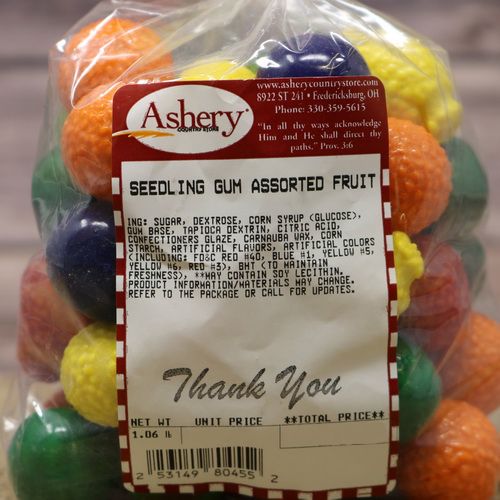 www.asherycountrystore.com
8922 ST 241 • Fredericksburg, OH
Phone: 330-359-5615
"In all thy ways acknowledge
Him and He shall direct thy
paths." Prov. 3:6
Ashery
COUNTRY STORE
SEEDLING GUM ASSORTED FRUIT
ING: SUGAR, DEXTROSE, CORN SYRUP (GLUCOSE),
GUM BASE, TAPIOCA DEXTRIN, CITRIC ACID,
CONFECTIONERS GLAZE, CARNAUBA WAX, CORN
STARCH, ARTIFICIAL FLAVORS, ARTIFICIAL COLORS
(INCLUDING: FD&C RED #40, BLUE #1, YELLOW #5,
YELLOW #6, RED #3), BHT (TO MAINTAIN
FRESHNESS), **MAY CONTAIN SOY LECITHIN.
PRODUCT INFORMATION/MATERIALS MAY CHANGE.
REFER TO THE PACKAGE OR CALL FOR UPDATES.
Thank You
NET WT UNIT PRICE **TOTAL PRICE**
1.06 lb
2 53149 80455 2